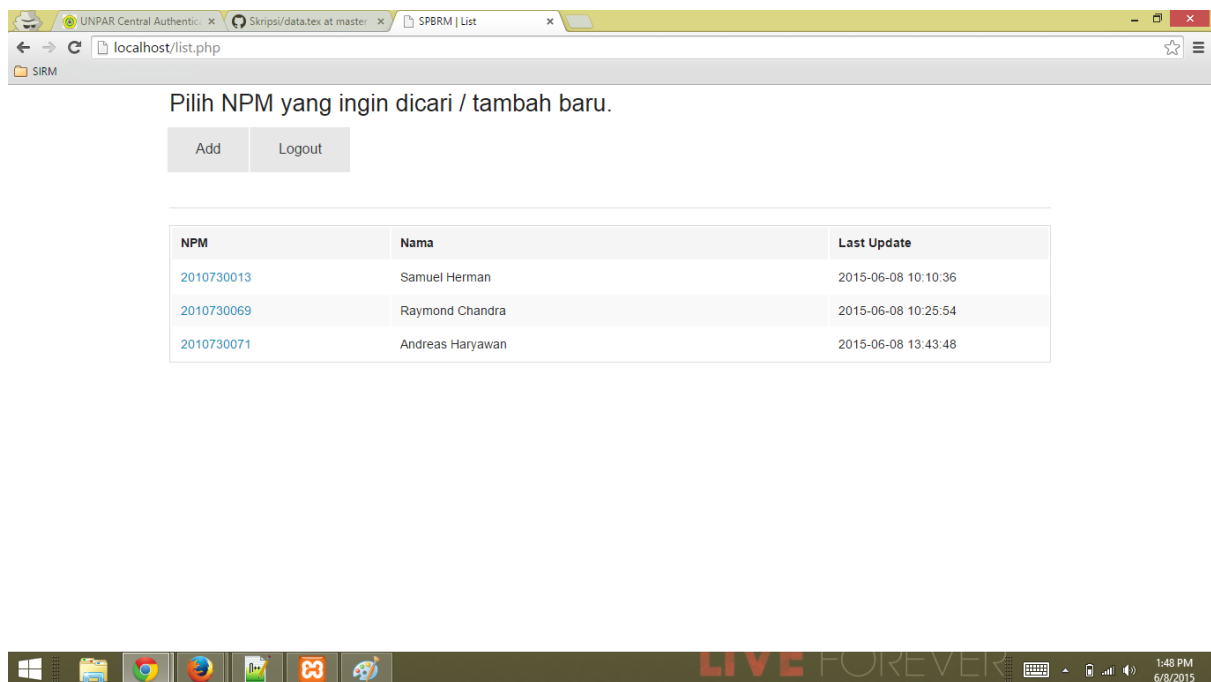 UNPAR Central Authentic
Skripsi/data.tex at master
SPBRM | List
localhost/list.php
SIRM
Pilih NPM yang ingin dicari / tambah baru.
Add Logout
NPM Nama Last Update
2010730013 Samuel Herman 2015-06-08 10:10:36
2010730069 Raymond Chandra 2015-06-08 10:25:54
2010730071 Andreas Haryawan 2015-06-08 13:43:48
LIVE FOREVER
1:48 PM
6/8/2015